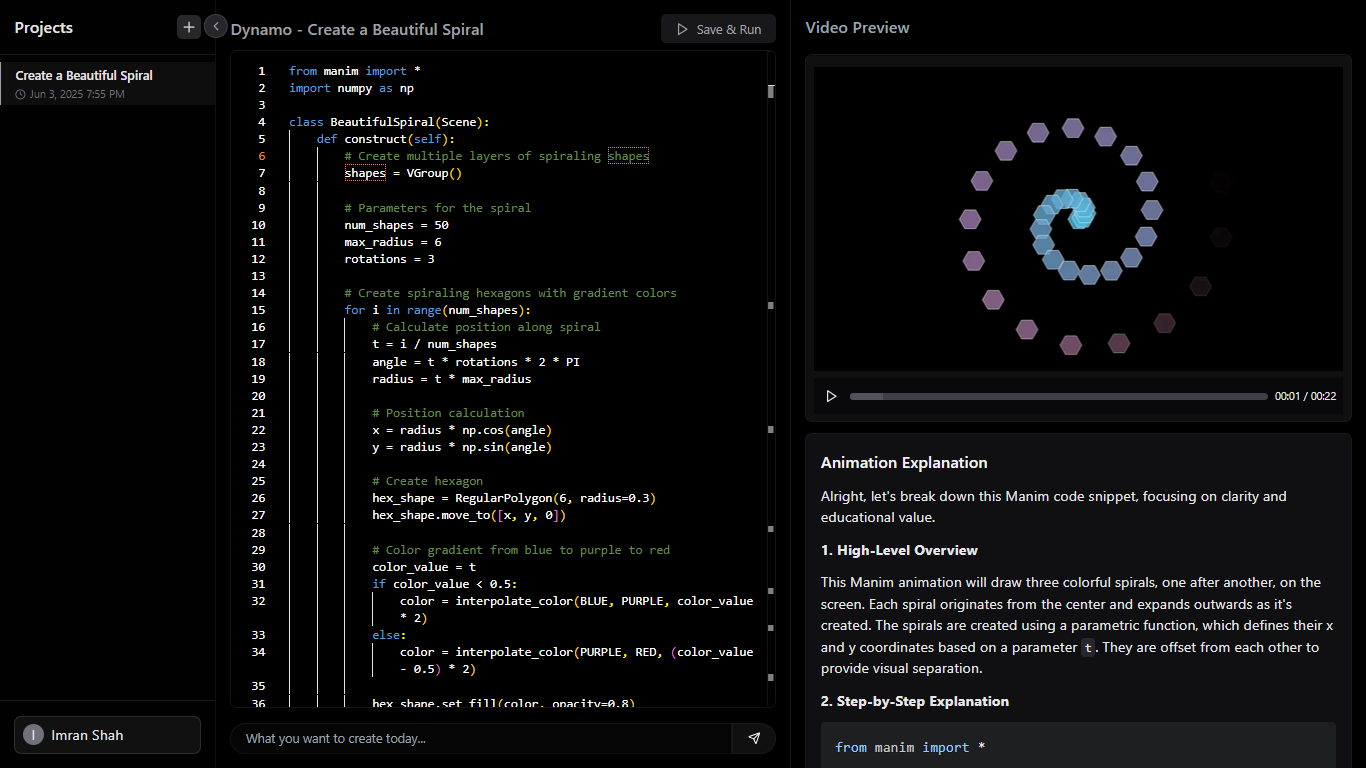 Projects
Create a Beautiful Spiral
Jun 3, 2025 7:55 PM
I Imran Shah
Dynamo - Create a Beautiful Spiral
Save & Run
1 from manim import *
2 import numpy as np
3
4 class BeautifulSpiral(Scene):
5 def construct(self):
6 # Create multiple layers of spiraling shapes
7 shapes = VGroup()
8
9 # Parameters for the spiral
10 num_shapes = 50
11 max_radius = 6
12 rotations = 3
13
14 # Create spiraling hexagons with gradient colors
15 for i in range(num_shapes):
16 # Calculate position along spiral
17 t = i / num_shapes
18 angle = t * rotations * 2 * PI
19 radius = t * max_radius
20
21 # Position calculation
22 x = radius * np.cos(angle)
23 y = radius * np.sin(angle)
24
25 # Create hexagon
26 hex_shape = RegularPolygon(6, radius=0.3)
27 hex_shape.move_to([x, y, 0])
28
29 # Color gradient from blue to purple to red
30 color_value = t
31 if color_value < 0.5:
32 color = interpolate_color(BLUE, PURPLE, color_value
* 2)
33 else:
34 color = interpolate_color(PURPLE, RED, (color_value
- 0.5) * 2)
35
36 hex_shape.set_fill(color, opacity=0.8)
What you want to create today...
Video Preview
00:01 / 00:22
Animation Explanation
Alright, let's break down this Manim code snippet, focusing on clarity and
educational value.
1. High-Level Overview
This Manim animation will draw three colorful spirals, one after another, on the
screen. Each spiral originates from the center and expands outwards as it's
created. The spirals are created using a parametric function, which defines their x
and y coordinates based on a parameter t. They are offset from each other to
provide visual separation.
2. Step-by-Step Explanation
from manim import *